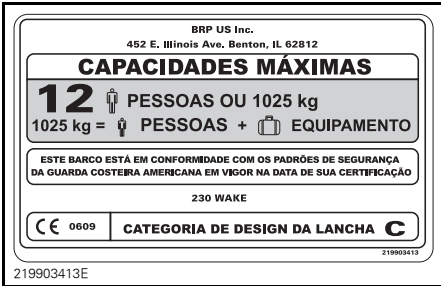 BRP US Inc.
452 E. Illinois Ave. Benton, IL 62812
CAPACIDADES MÁXIMAS
12 PESSOAS OU 1025 kg
1025 kg = PESSOAS + EQUIPAMENTO
ESTE BARCO ESTÁ EM CONFORMIDADE COM OS PADRÕES DE SEGURANÇA
DA GUARDA COSTEIRA AMERICANA EM VIGOR NA DATA DE SUA CERTIFICAÇÃO
230 WAKE
CE 0609 CATEGORIA DE DESIGN DA LANCHA C
219903413
219903413E